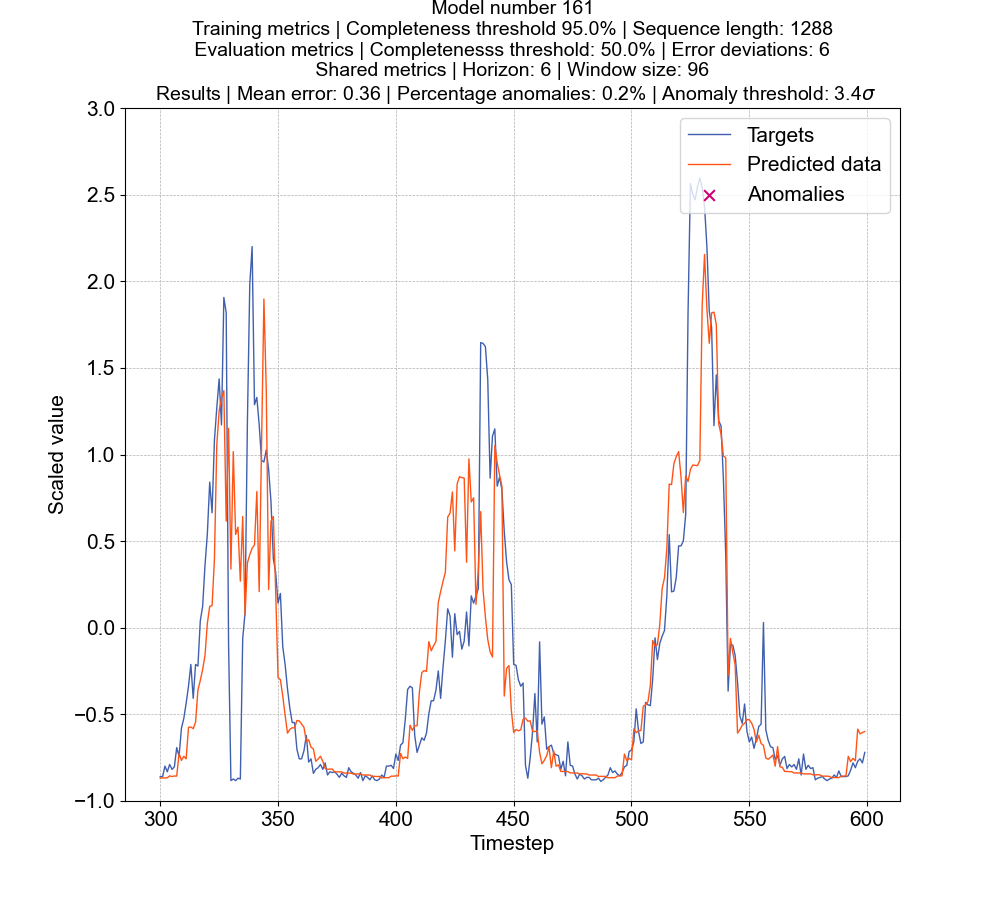 Model number 161
Training metrics | Completeness threshold 95.0% | Sequence length: 1288
Evaluation metrics | Completenesss threshold: 50.0% | Error deviations: 6
Shared metrics | Horizon: 6 | Window size: 96
Results | Mean error: 0.36 | Percentage anomalies: 0.2% | Anomaly threshold: 3.4σ
Targets
Predicted data
Anomalies
Scaled value
3.0
2.5
2.0
1.5
1.0
0.5
0.0
−0.5
−1.0
300 350 400 450 500 550 600
Timestep